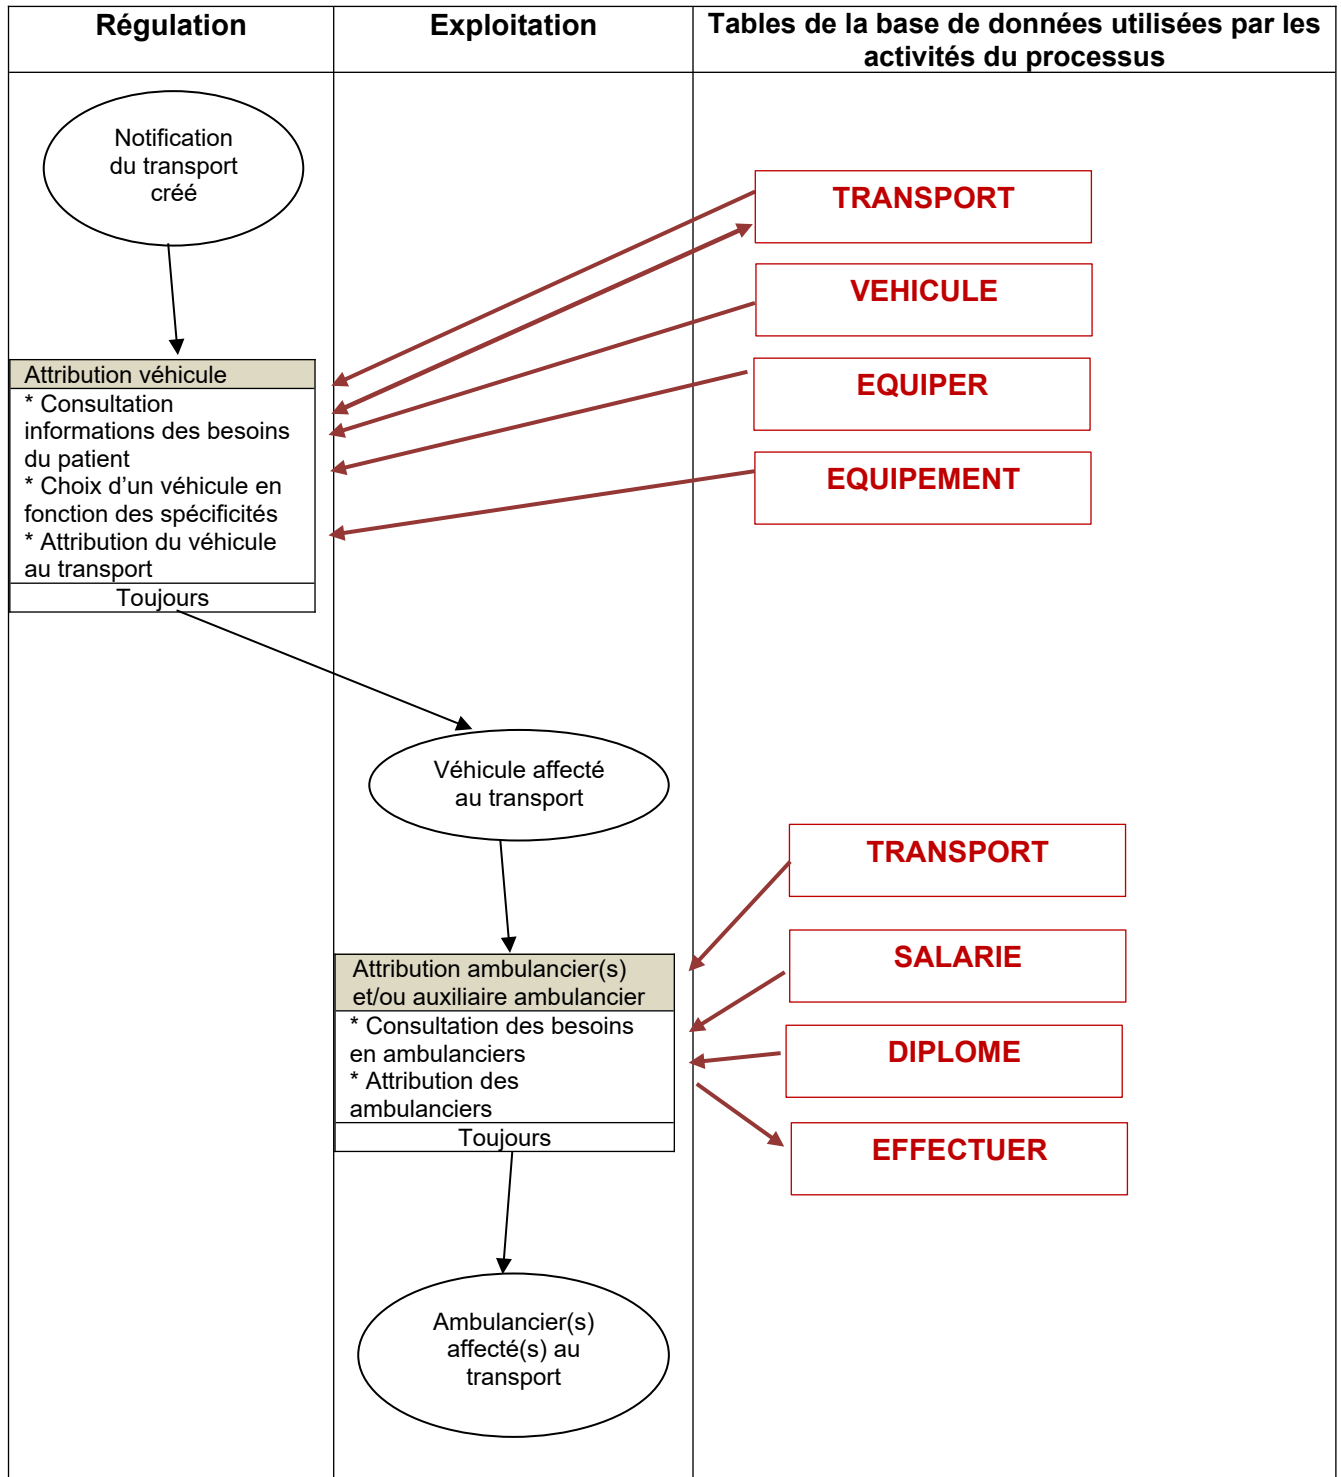 Régulation
Exploitation
Tables de la base de données utilisées par les
activités du processus
Notification
du transport
créé
TRANSPORT
VEHICULE
EQUIPER
EQUIPEMENT
Attribution véhicule
* Consultation
informations des besoins
du patient
* Choix d’un véhicule en
fonction des spécificités
* Attribution du véhicule
au transport
Toujours
Véhicule affecté
au transport
TRANSPORT
SALARIE
DIPLOME
EFFECTUER
Attribution ambulancier(s)
et/ou auxiliaire ambulancier
* Consultation des besoins
en ambulanciers
* Attribution des
ambulanciers
Toujours
Ambulancier(s)
affecté(s) au
transport